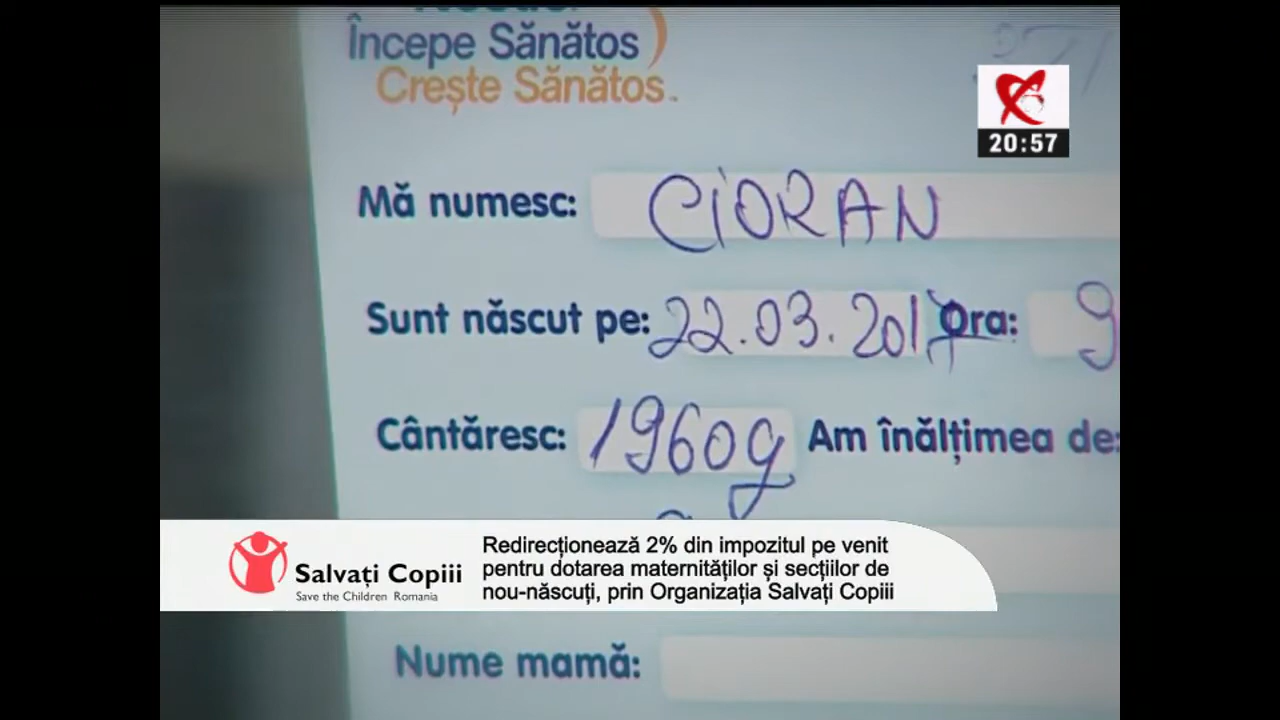 Începe Sănătos
Crește Sănătos.
20:57
Mă numesc: CIORAN
Sunt născut pe: 22.03.201 Ora: 9
Cântăresc: 1960g Am înălțimea de:
Salvați Copiii
Save the Children Romania
Redirecționează 2% din impozitul pe venit
pentru dotarea maternităților și secțiilor de
nou-născuți, prin Organizația Salvați Copiii
Nume mamă: